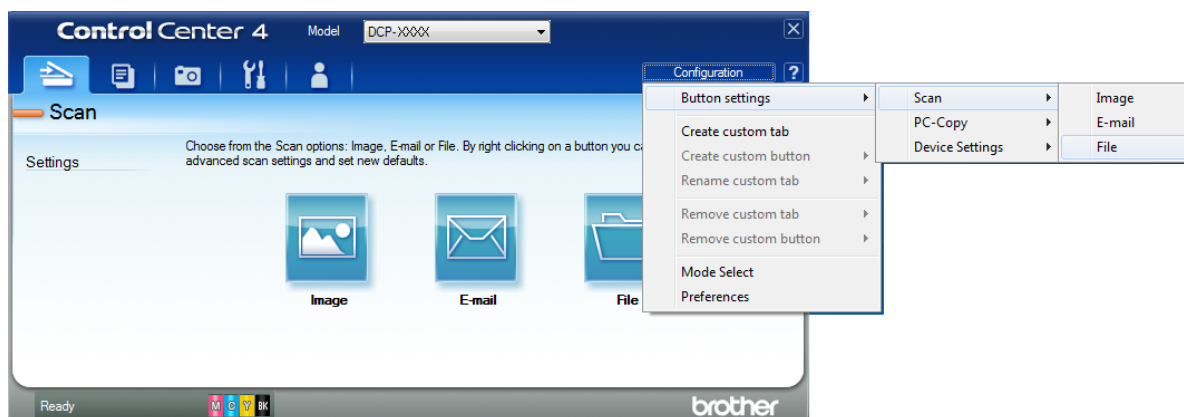 Control Center 4 Model DCP-XXXX
Configuration ?
Scan
Settings
Choose from the Scan options: Image, E-mail or File. By right clicking on a button you
advanced scan settings and set new defaults.
Image E-mail File
Button settings
Create custom tab
Create custom button
Rename custom tab
Remove custom tab
Remove custom button
Mode Select
Preferences
Scan
PC-Copy
Device Settings
Image
E-mail
File
Ready M C Y BK brother